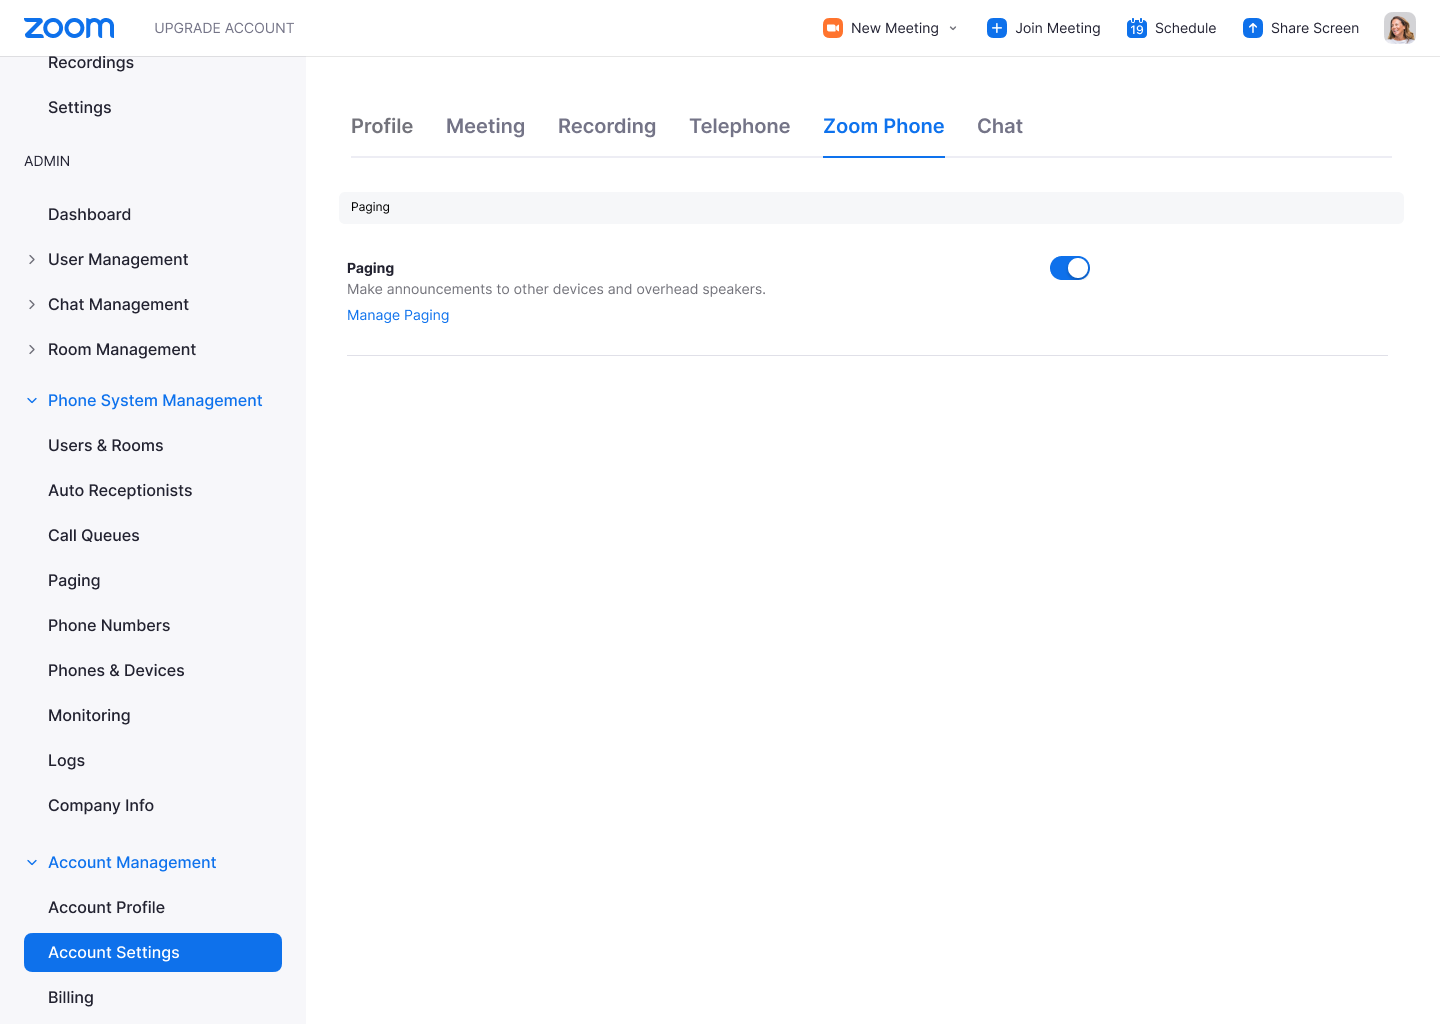 zoom
UPGRADE ACCOUNT
New Meeting
Join Meeting
19
Schedule
Share Screen
Recordings
Settings
ADMIN
Dashboard
User Management
Chat Management
Room Management
Phone System Management
Users & Rooms
Auto Receptionists
Call Queues
Paging
Phone Numbers
Phones & Devices
Monitoring
Logs
Company Info
Account Management
Account Profile
Account Settings
Billing
Profile
Meeting
Recording
Telephone
Zoom Phone
Chat
Paging
Paging
Make announcements to other devices and overhead speakers.
Manage Paging